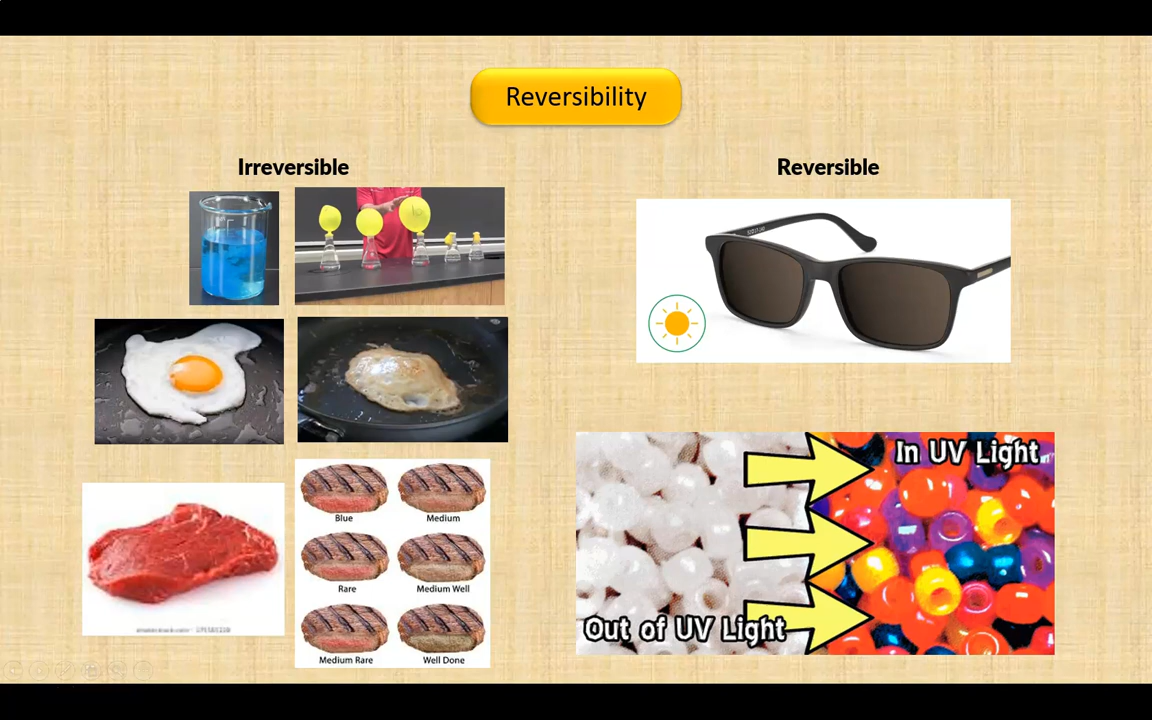 Reversibility
Irreversible
Reversible
Blue
Medium
Rare
Medium Well
Medium Rare
Well Done
In UV Light
Out of UV Light